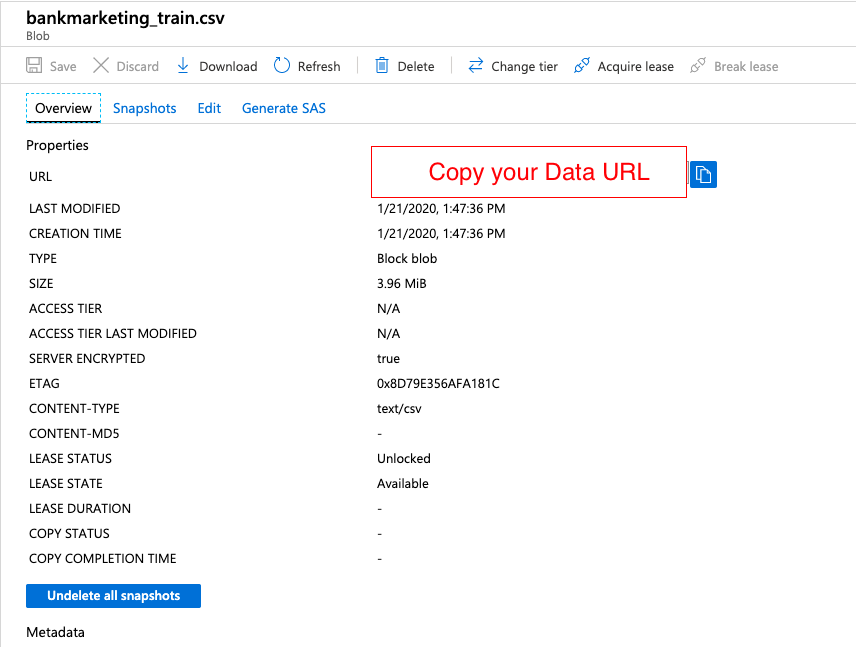 bankmarketing_train.csv
Blob
Save Discard Download Refresh Delete Change tier Acquire lease Break lease
Overview Snapshots Edit Generate SAS
Properties
URL Copy your Data URL
LAST MODIFIED 1/21/2020, 1:47:36 PM
CREATION TIME 1/21/2020, 1:47:36 PM
TYPE Block blob
SIZE 3.96 MiB
ACCESS TIER N/A
ACCESS TIER LAST MODIFIED N/A
SERVER ENCRYPTED true
ETAG 0x8D79E356AFA181C
CONTENT-TYPE text/csv
CONTENT-MD5 -
LEASE STATUS Unlocked
LEASE STATE Available
LEASE DURATION -
COPY STATUS -
COPY COMPLETION TIME -
Undelete all snapshots
Metadata